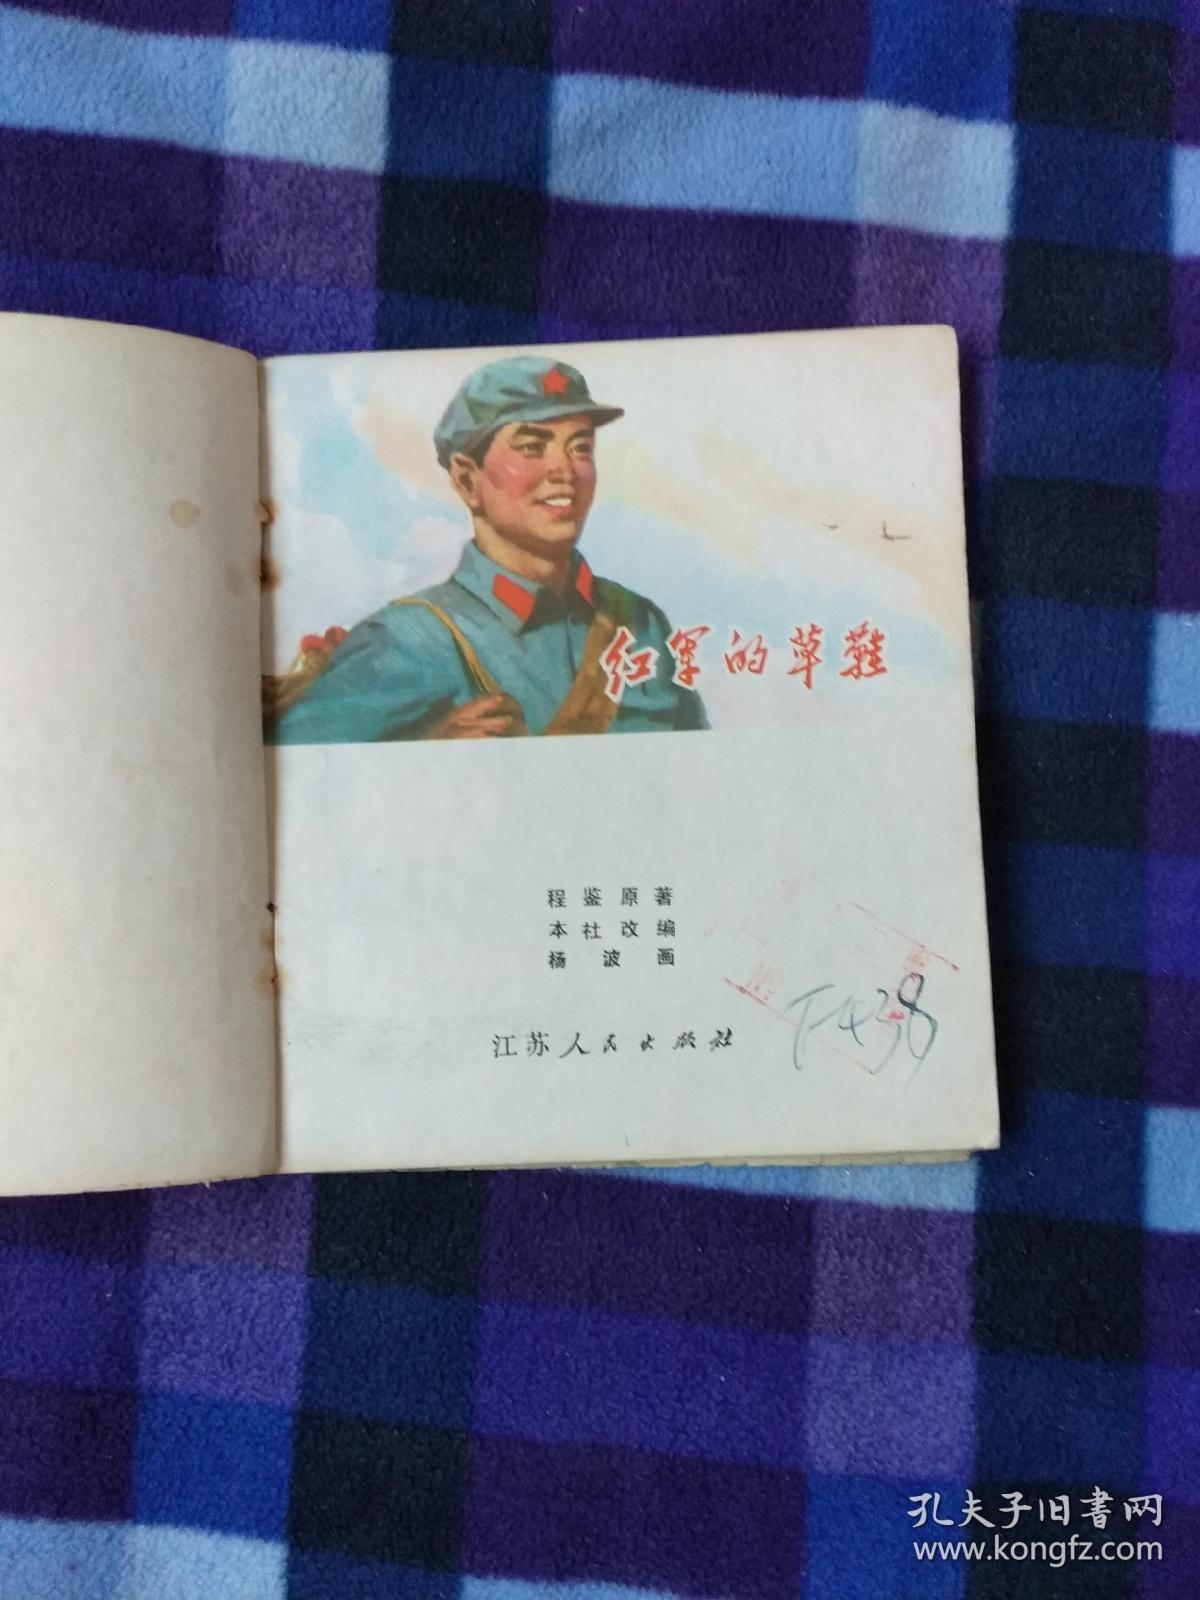 红军的草鞋
程鉴原著
本社改编
杨波画
江苏人民出版社
F438
孔夫子旧书网
www.kongfz.com